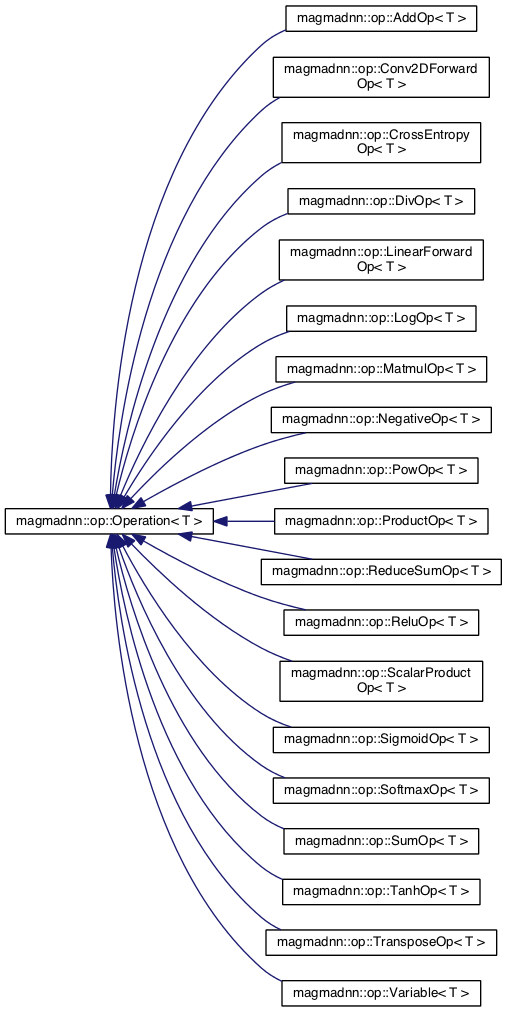 magmadnn::op::AddOp< T >
magmadnn::op::Conv2DForward
Op< T >
magmadnn::op::CrossEntropy
Op< T >
magmadnn::op::DivOp< T >
magmadnn::op::LinearForward
Op< T >
magmadnn::op::LogOp< T >
magmadnn::op::MatmulOp< T >
magmadnn::op::NegativeOp< T >
magmadnn::op::PowOp< T >
magmadnn::op::Operation< T >
magmadnn::op::ProductOp< T >
magmadnn::op::ReduceSumOp< T >
magmadnn::op::ReluOp< T >
magmadnn::op::ScalarProduct
Op< T >
magmadnn::op::SigmoidOp< T >
magmadnn::op::SoftmaxOp< T >
magmadnn::op::SumOp< T >
magmadnn::op::TanhOp< T >
magmadnn::op::TransposeOp< T >
magmadnn::op::Variable< T >